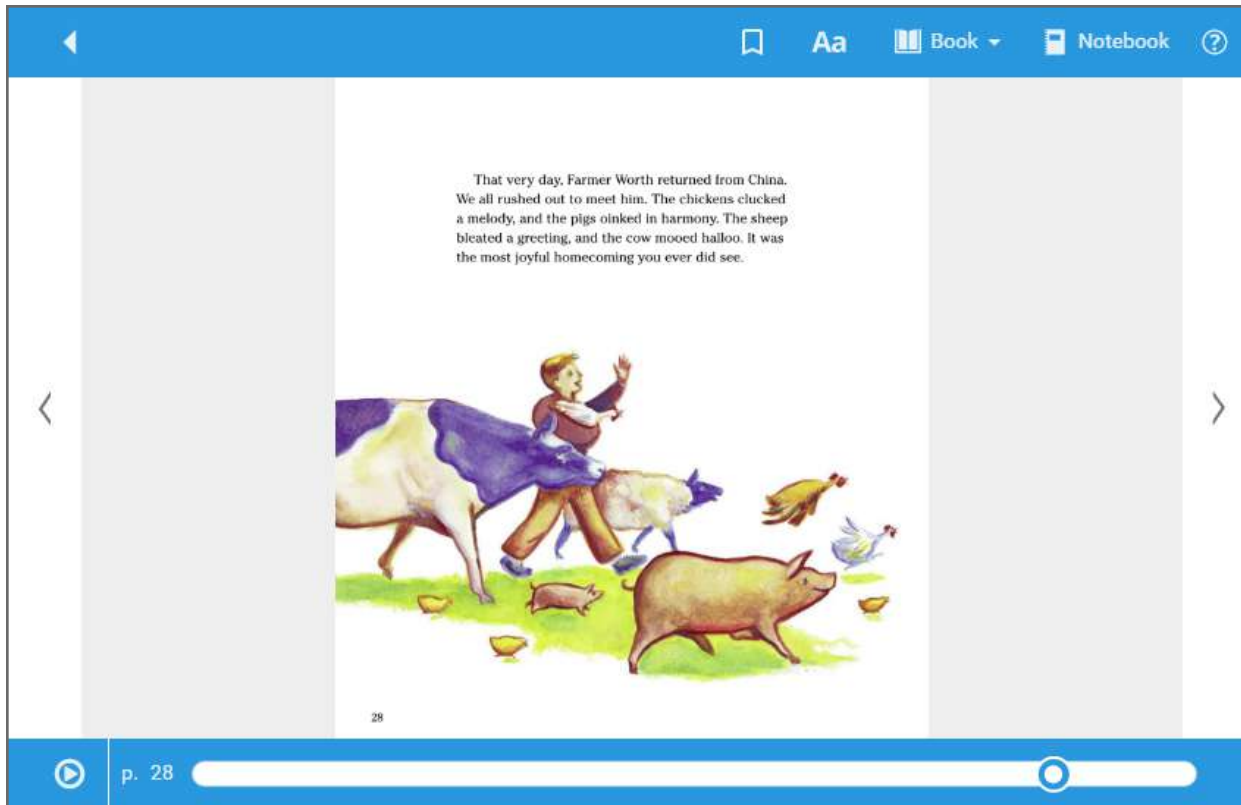 Aa Book Notebook ?
That very day, Farmer Worth returned from China.
We all rushed out to meet him. The chickens clucked
a melody, and the pigs oinked in harmony. The sheep
bleated a greeting, and the cow mooed halloo. It was
the most joyful homecoming you ever did see.
28
p. 28